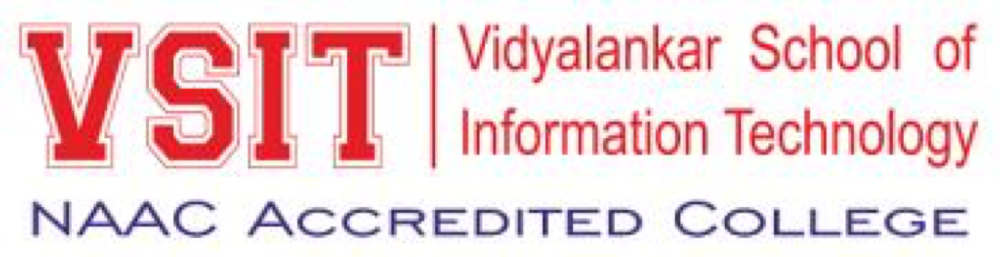 VSIT
Vidyalankar School of
Information Technology
NAAC ACCREDITED COLLEGE